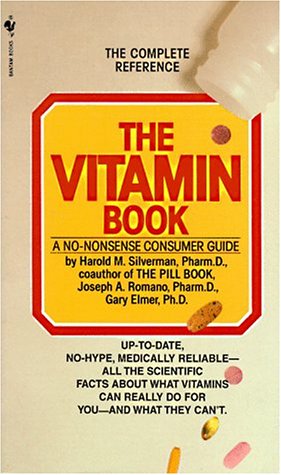 BANTAM BOOKS
THE COMPLETE
REFERENCE
THE
VITAMIN
BOOK
A NO-NONSENSE CONSUMER GUIDE
by Harold M. Silverman, Pharm.D.,
coauthor of THE PILL BOOK,
Joseph A. Romano, Pharm.D.,
Gary Elmer, Ph.D.
UP-TO-DATE,
NO-HYPE, MEDICALLY RELIABLE—
ALL THE SCIENTIFIC
FACTS ABOUT WHAT VITAMINS
CAN REALLY DO FOR
YOU—AND WHAT THEY CAN'T.